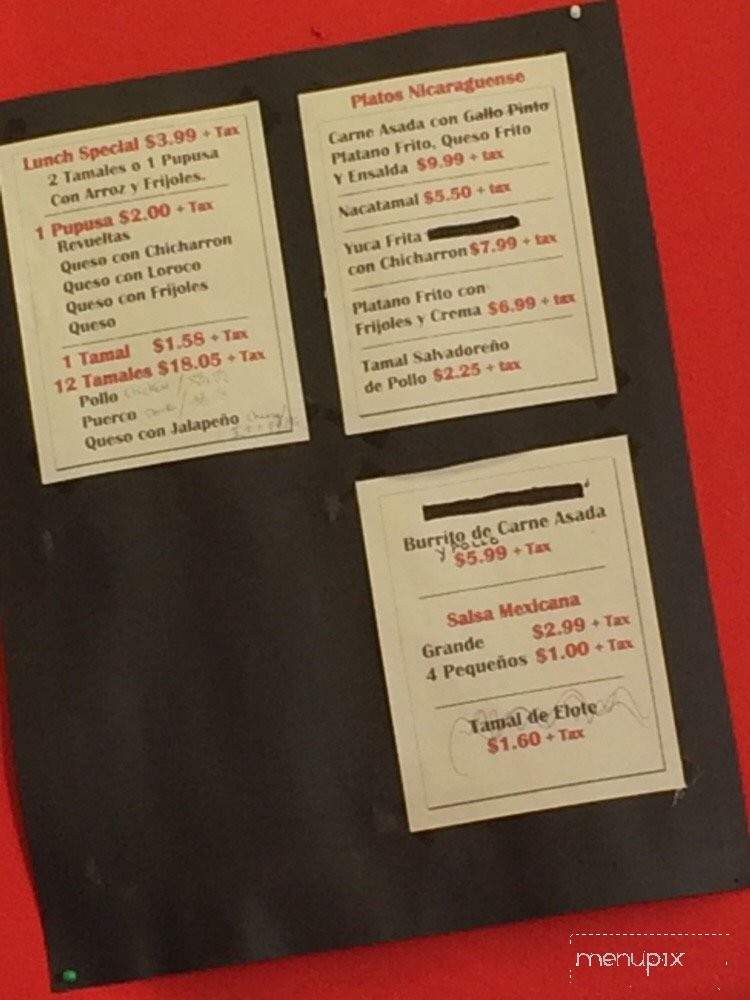 Lunch Special $3.99 + Tax
2 Tamales o 1 Pupusa
Con Arroz y Frijoles.
1 Pupusa $2.00 + Tax
Revueltas
Queso con Chicharron
Queso con Loroco
Queso con Frijoles
Queso
1 Tamal $1.58 + Tax
12 Tamales $18.05 + Tax
Pollo chicken /
Puerco Pork /
Queso con Jalapeño
Platos Nicaraguense
Carne Asada con Gallo Pinto
Platano Frito, Queso Frito
Y Ensalda $9.99 + tax
Nacatamal $5.50 + tax
Yuca Frita
con Chicharron $7.99 + tax
Platano Frito con
Frijoles y Crema $6.99 + tax
Tamal Salvadoreño
de Pollo $2.25 + tax
Burrito de Carne Asada
y POLLO
$5.99 + Tax
Salsa Mexicana
Grande $2.99 + Tax
4 Pequeños $1.00 + Tax
Tamal de Elote
$1.60 + Tax
menupix